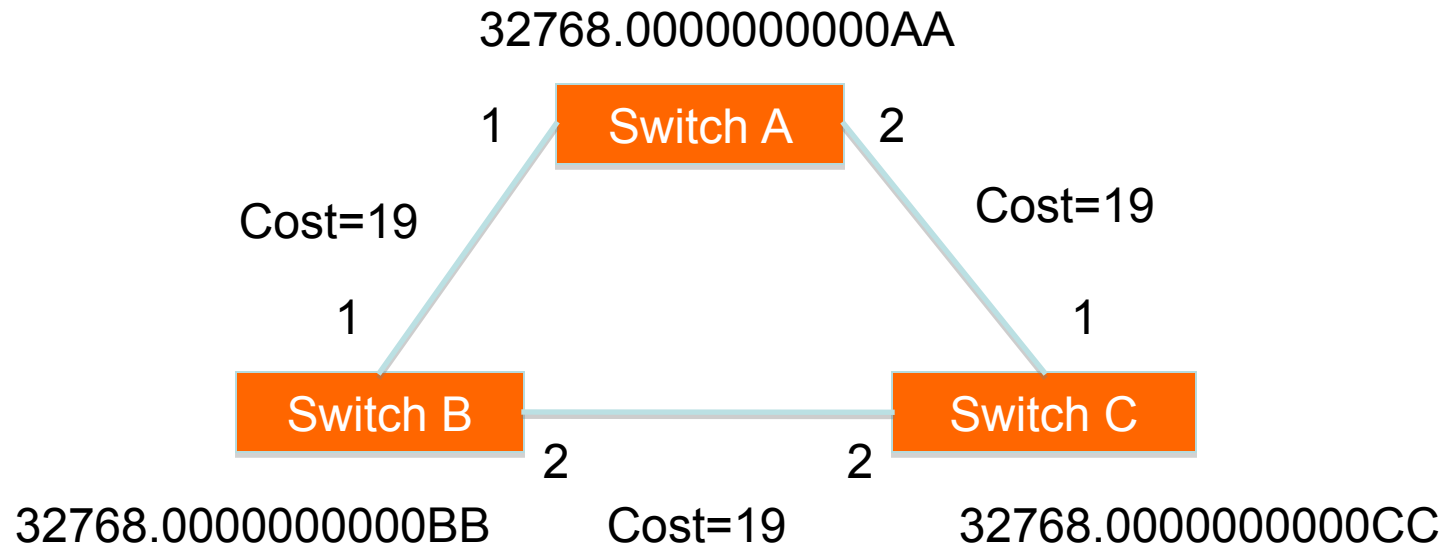 32768.0000000000AA
1
Switch A
2
Cost=19
Cost=19
1
1
Switch B
Switch C
2
2
32768.0000000000BB
Cost=19
32768.0000000000CC